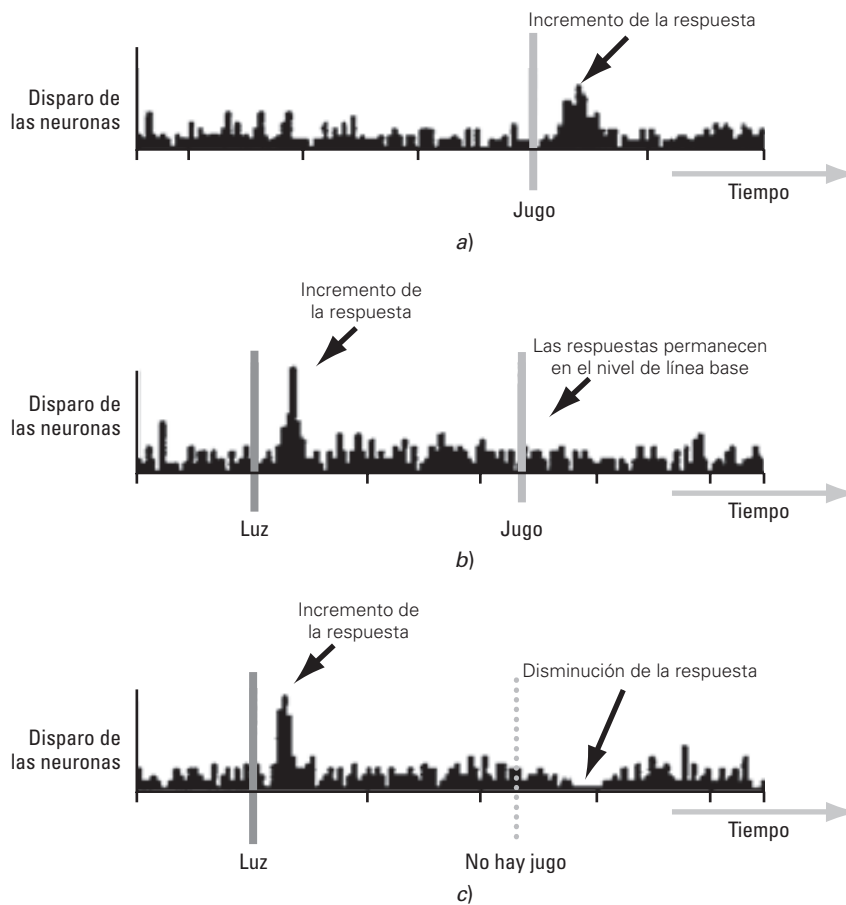 Incremento de la respuesta
Disparo de
las neuronas
Tiempo
Jugo
a)
Incremento de
la respuesta
Las respuestas permanecen
en el nivel de línea base
Disparo de
las neuronas
Tiempo
Luz
Jugo
b)
Incremento de
la respuesta
Disminución de la respuesta
Disparo de
las neuronas
Tiempo
Luz
No hay jugo
c)